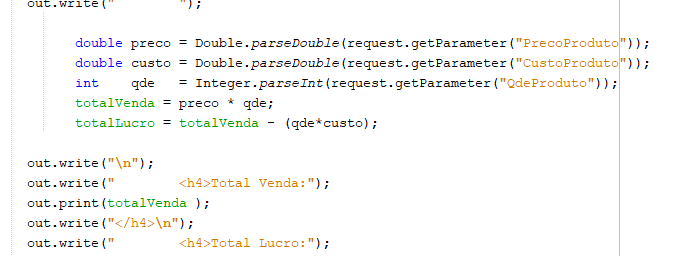 out.write("        ");
double preco = Double.parseDouble(request.getParameter("PrecoProduto"));
double custo = Double.parseDouble(request.getParameter("CustoProduto"));
int    qde   = Integer.parseInt(request.getParameter("QdeProduto"));
totalVenda = preco * qde;
totalLucro = totalVenda - (qde*custo);
out.write("\n");
out.write("        <h4>Total Venda:");
out.print(totalVenda );
out.write("</h4>\n");
out.write("        <h4>Total Lucro:");